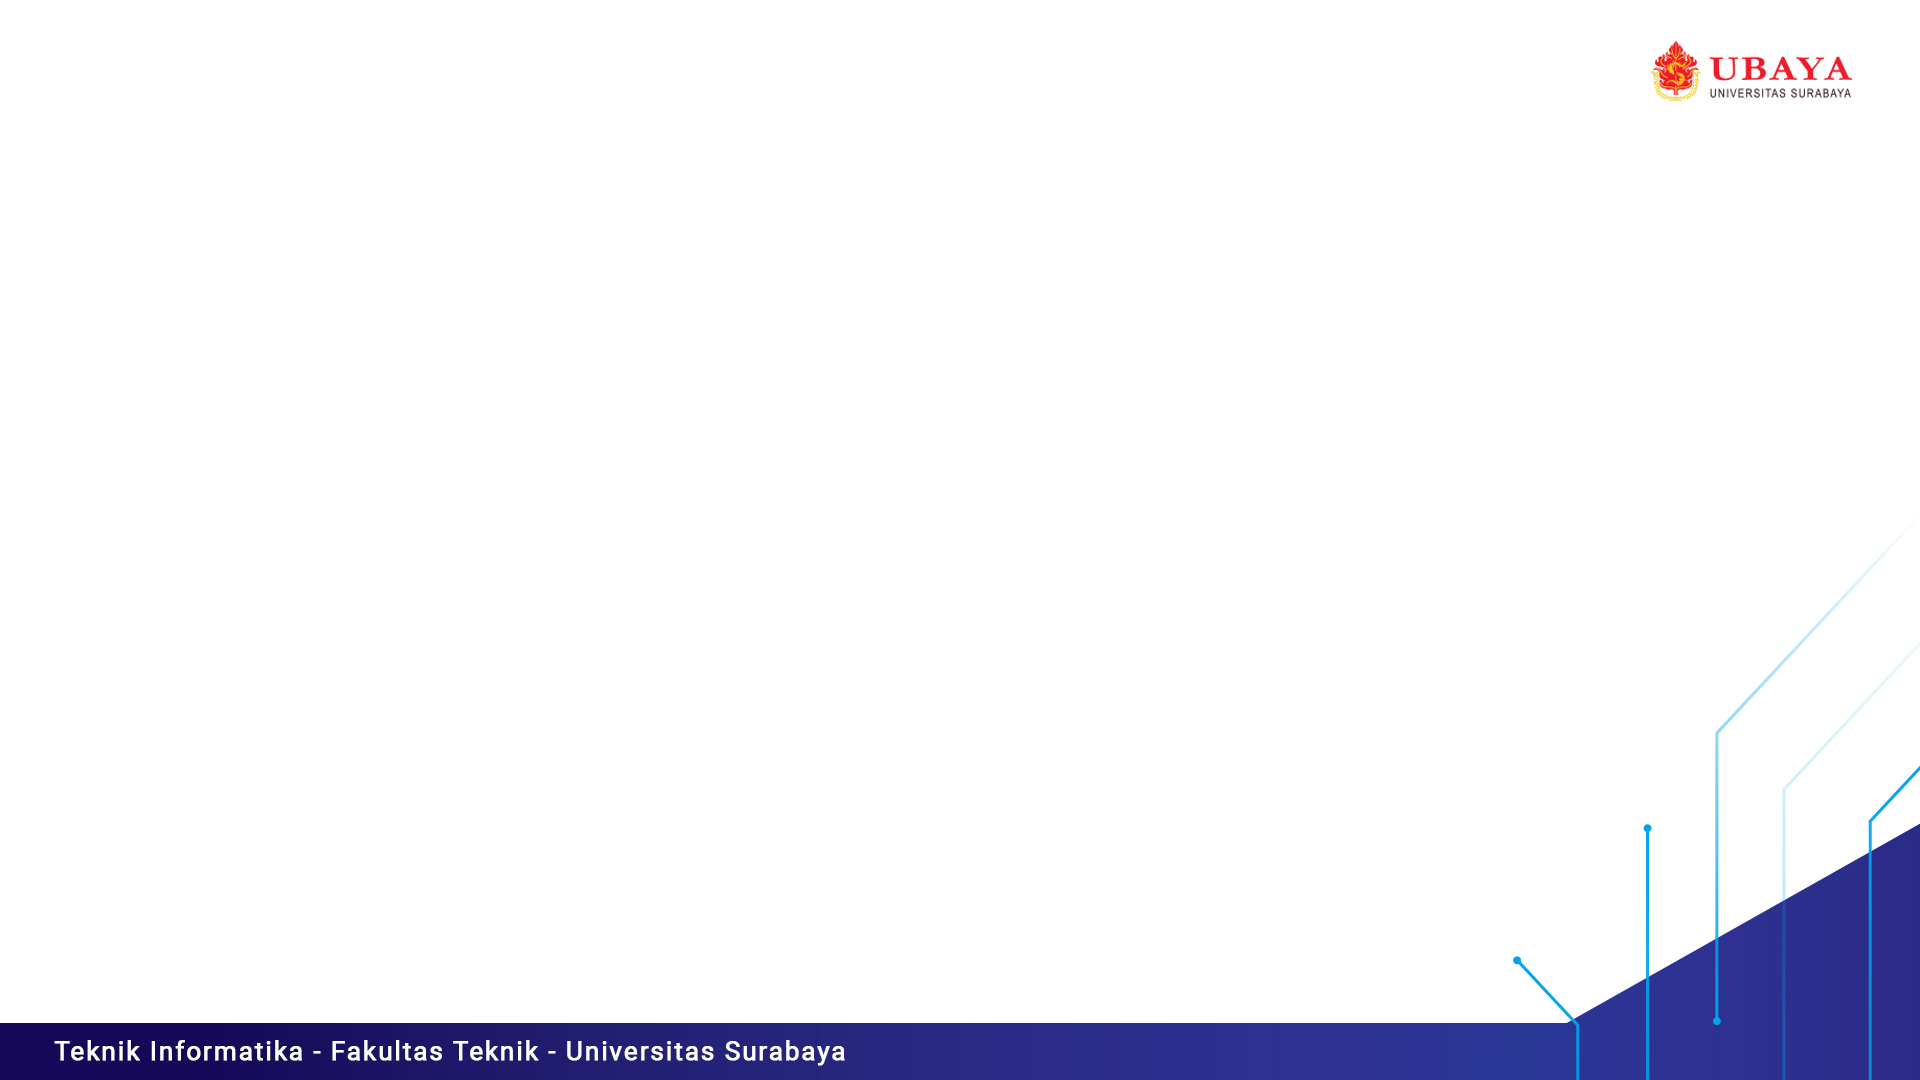 UBAYA
UNIVERSITAS SURABAYA
Teknik Informatika - Fakultas Teknik - Universitas Surabaya